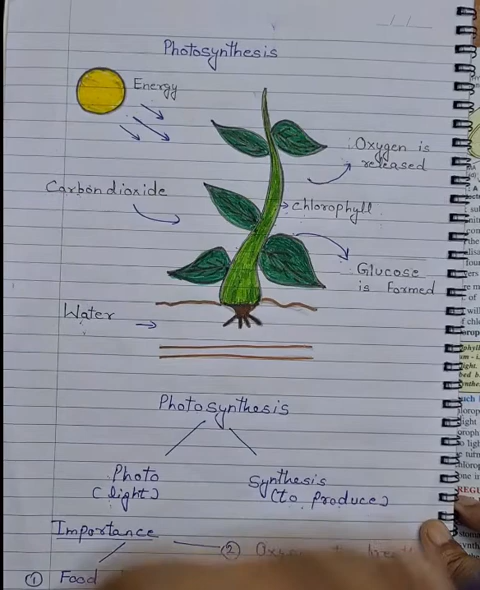 Photosynthesis
Energy
Oxygen is
released
Carbondioxide
chlorophyll
Glucose
is Formed
Water
Photosynthesis
Photo
(light)
Synthesis
(to produce)
Importance
② Oxygen
① Food